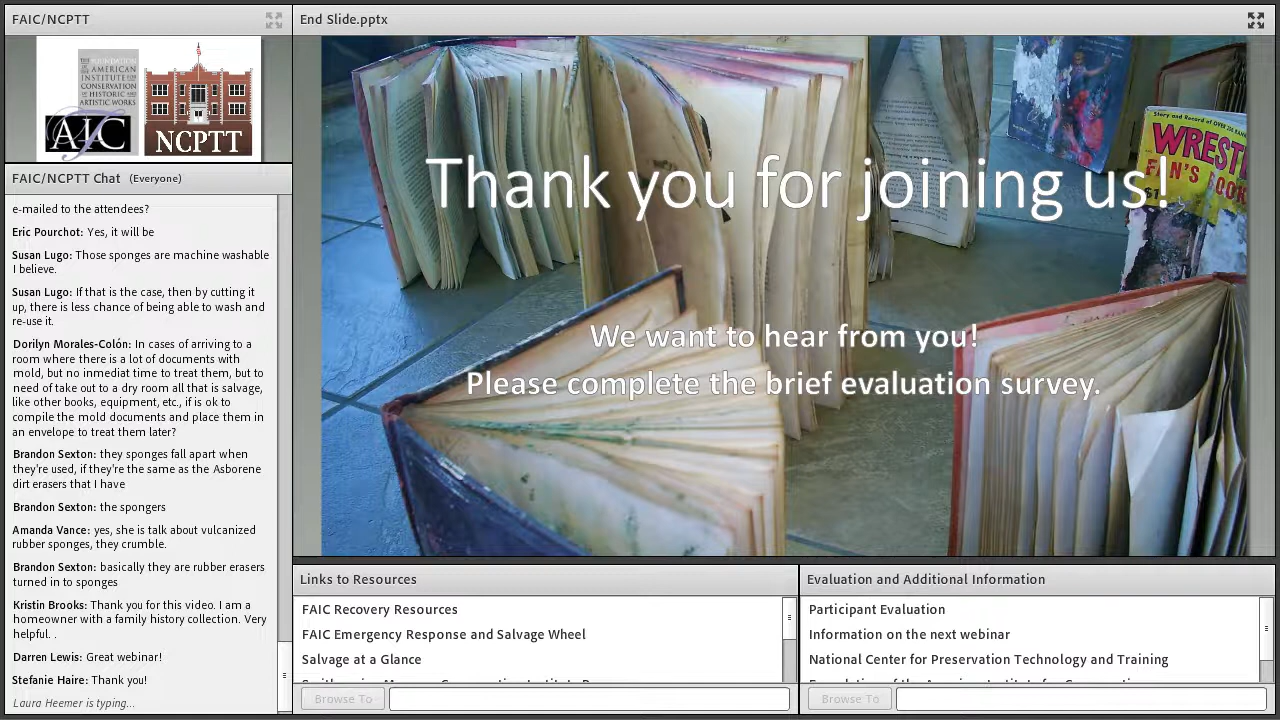 FAIC/NCPTT
THE FOUNDATION
OF THE AMERICAN
INSTITUTE FOR
CONSERVATION
OF HISTORIC AND
ARTISTIC WORKS
AIC
NCPTT
FAIC/NCPTT Chat (Everyone)
e-mailed to the attendees?
Eric Pourchot: Yes, it will be
Susan Lugo: Those sponges are machine washable
I believe.
Susan Lugo: If that is the case, then by cutting it
up, there is less chance of being able to wash and
re-use it.
Dorilyn Morales-Colón: In cases of arriving to a
room where there is a lot of documents with
mold, but no inmediat time to treat them, but to
need of take out to a dry room all that is salvage,
like other books, equipment, etc., if is ok to
compile the mold documents and place them in
an envelope to treat them later?
Brandon Sexton: they sponges fall apart when
they're used, if they're the same as the Asborene
dirt erasers that I have
Brandon Sexton: the spongers
Amanda Vance: yes, she is talk about vulcanized
rubber sponges, they crumble.
Brandon Sexton: basically they are rubber erasers
turned in to sponges
Kristin Brooks: Thank you for this video. I am a
homeowner with a family history collection. Very
helpful. .
Darren Lewis: Great webinar!
Stefanie Haire: Thank you!
Laura Heemer is typing...
End Slide.pptx
Story and Record of OVER
WREST
FAN'S BOOK
Thank you for joining us!
We want to hear from you!
Please complete the brief evaluation survey.
Links to Resources
FAIC Recovery Resources
FAIC Emergency Response and Salvage Wheel
Salvage at a Glance
Browse To
Evaluation and Additional Information
Participant Evaluation
Information on the next webinar
National Center for Preservation Technology and Training
Browse To